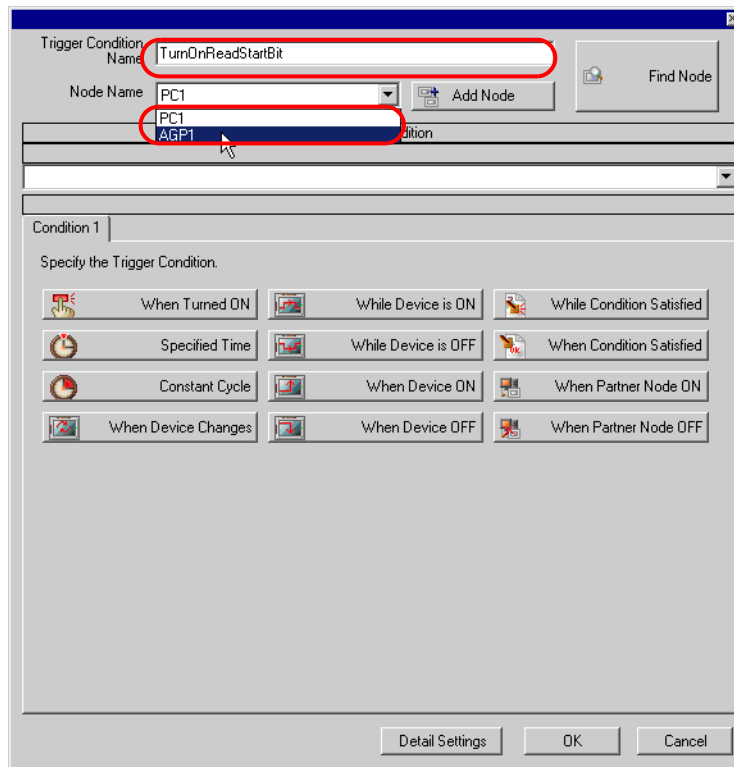 Trigger Condition
Name
TurnOnReadStartBit
Find Node
Node Name
PC1
Add Node
PC1
AGP1
dition
Condition 1
Specify the Trigger Condition.
When Turned ON
While Device is ON
While Condition Satisfied
Specified Time
While Device is OFF
When Condition Satisfied
Constant Cycle
When Device ON
When Partner Node ON
When Device Changes
When Device OFF
When Partner Node OFF
Detail Settings
OK
Cancel